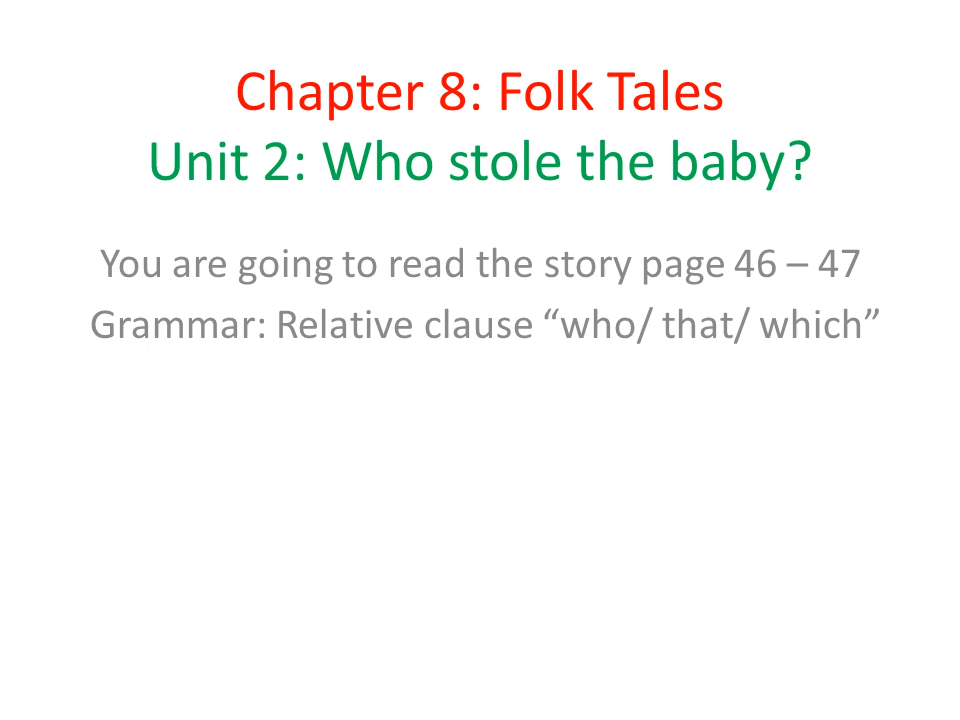 Chapter 8: Folk Tales
Unit 2: Who stole the baby?
You are going to read the story page 46 – 47
Grammar: Relative clause “who/ that/ which”